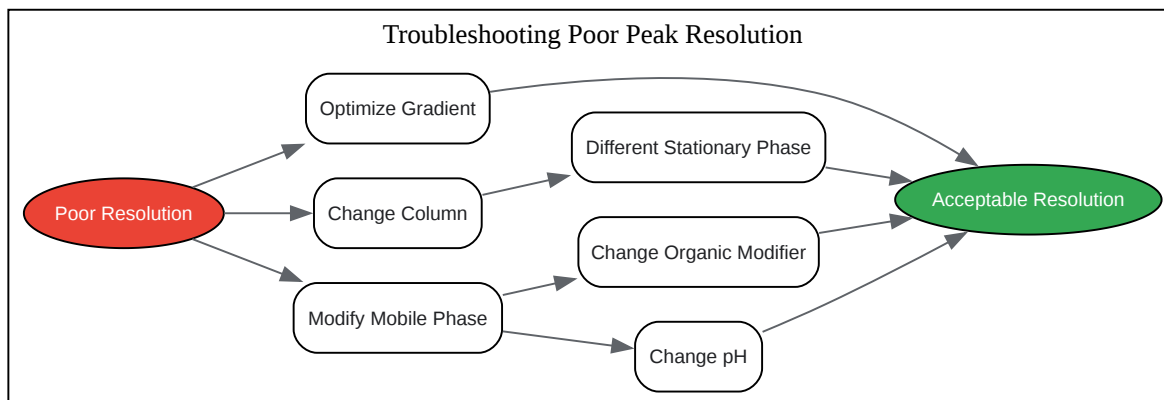 Troubleshooting Poor Peak Resolution
Optimize Gradient
Different Stationary Phase
Poor Resolution
Change Column
Acceptable Resolution
Change Organic Modifier
Modify Mobile Phase
Change pH